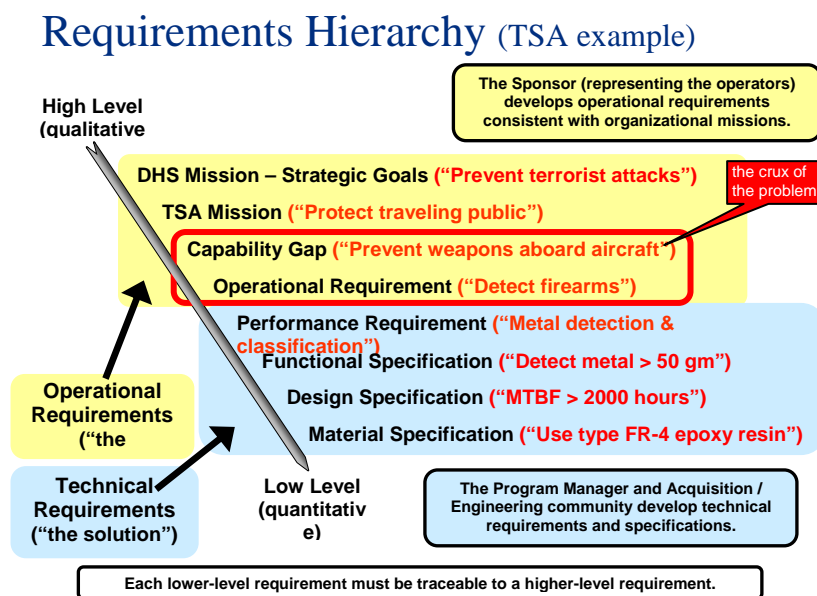 Requirements Hierarchy (TSA example)
The Sponsor (representing the operators)
develops operational requirements
consistent with organizational missions.
High Level
(qualitative
DHS Mission – Strategic Goals (“Prevent terrorist attacks”)
the crux of
the problem
TSA Mission (“Protect traveling public”)
Capability Gap (“Prevent weapons aboard aircraft”)
Operational Requirement (“Detect firearms”)
Performance Requirement (“Metal detection &
classification”)
Functional Specification (“Detect metal > 50 gm”)
Design Specification (“MTBF > 2000 hours”)
Material Specification (“Use type FR-4 epoxy resin”)
Operational
Requirements
(“the
Technical
Requirements
(“the solution”)
Low Level
(quantitativ
e)
The Program Manager and Acquisition /
Engineering community develop technical
requirements and specifications.
Each lower-level requirement must be traceable to a higher-level requirement.